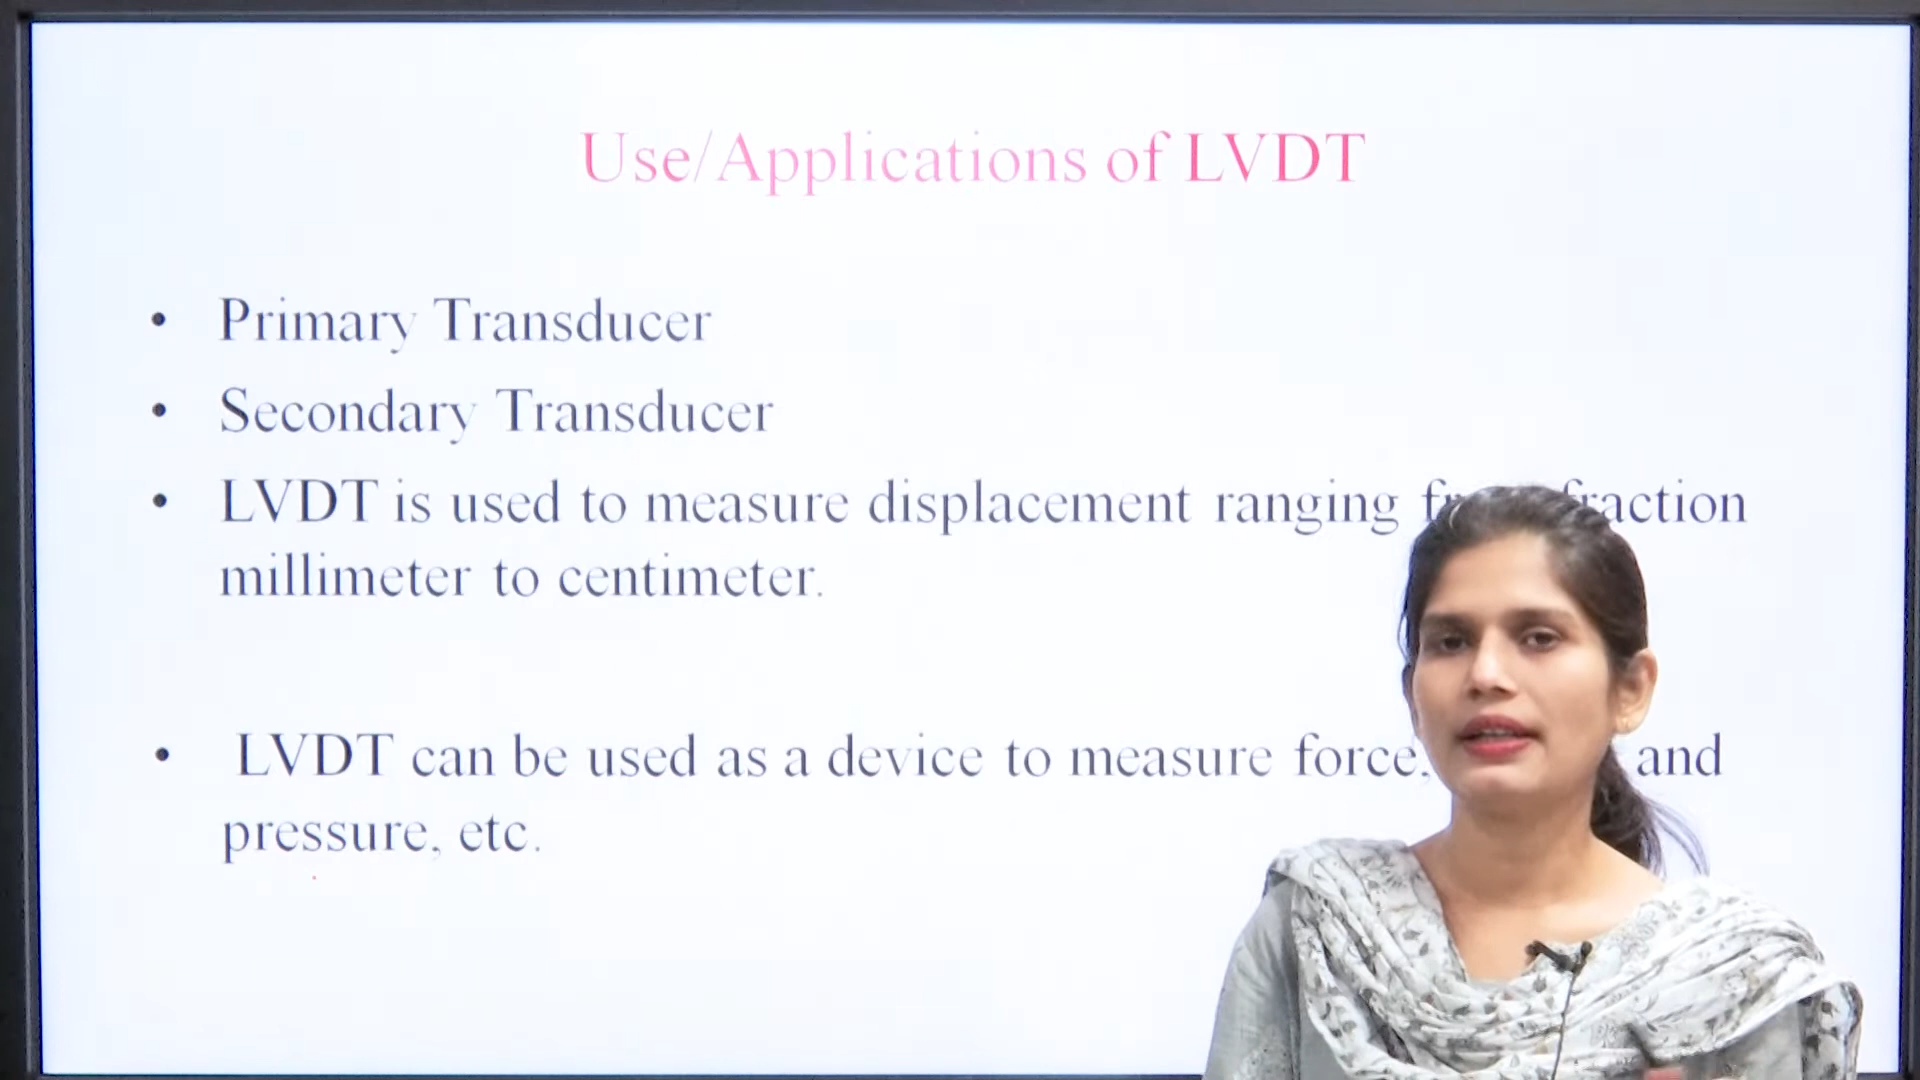 Use/Applications of LVDT
• Primary Transducer
• Secondary Transducer
• LVDT is used to measure displacement ranging
millimeter to centimeter.
• LVDT can be used as a device to measure force, and
pressure, etc.